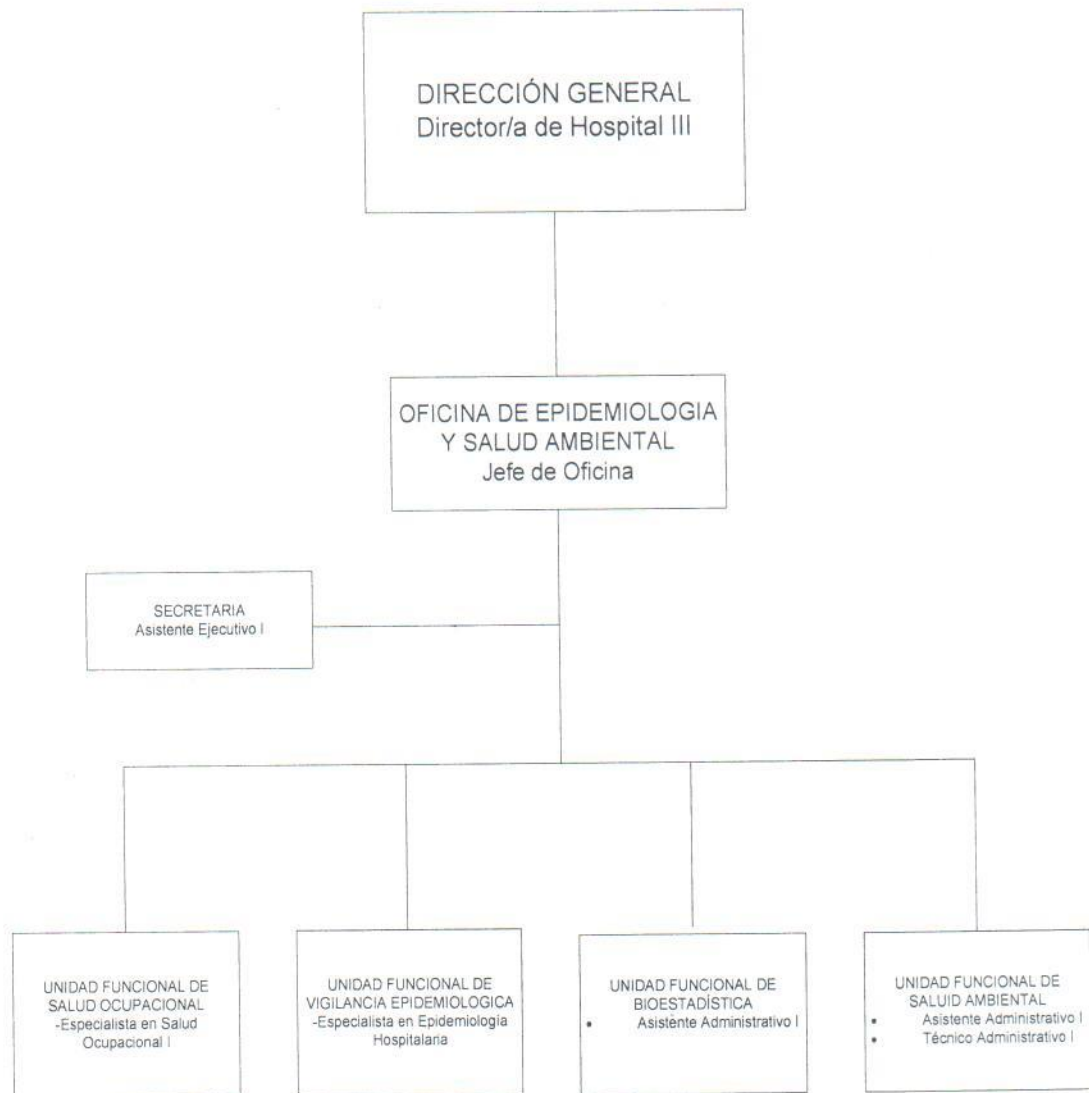 DIRECCIÓN GENERAL
Director/a de Hospital III
OFICINA DE EPIDEMIOLOGIA
Y SALUD AMBIENTAL
Jefe de Oficina
SECRETARIA
Asistente Ejecutivo I
UNIDAD FUNCIONAL DE
SALUD OCUPACIONAL
-Especialista en Salud
Ocupacional I
UNIDAD FUNCIONAL DE
VIGILANCIA EPIDEMIOLOGICA
-Especialista en Epidemiologia
Hospitalaria
UNIDAD FUNCIONAL DE
BIOESTADÍSTICA
• Asistente Administrativo I
UNIDAD FUNCIONAL DE
SALUID AMBIENTAL
• Asistente Administrativo I
• Técnico Administrativo I